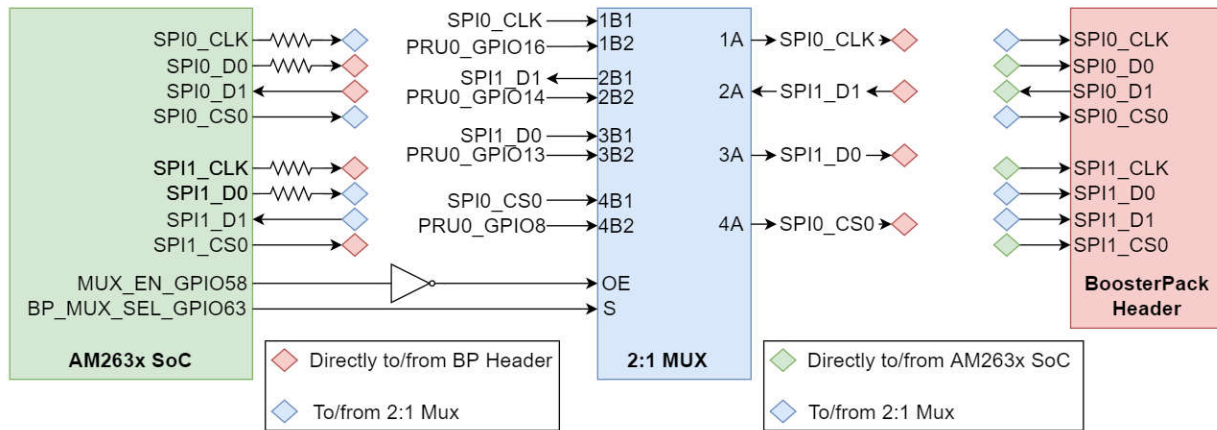 SPI0_CLK
SPI0_D0
SPI0_D1
SPI0_CS0
SPI1_CLK
SPI1_D0
SPI1_D1
SPI1_CS0
MUX_EN_GPIO58
BP_MUX_SEL_GPIO63
AM263x SoC
SPI0_CLK 1B1
PRU0_GPIO16 1B2
SPI1_D1 2B1
PRU0_GPIO14 2B2
SPI1_D0 3B1
PRU0_GPIO13 3B2
SPI0_CS0 4B1
PRU0_GPIO8 4B2
OE
S
1A SPI0_CLK
2A SPI1_D1
3A SPI1_D0
4A SPI0_CS0
2:1 MUX
SPI0_CLK
SPI0_D0
SPI0_D1
SPI0_CS0
SPI1_CLK
SPI1_D0
SPI1_D1
SPI1_CS0
BoosterPack
Header
Directly to/from BP Header
To/from 2:1 Mux
Directly to/from AM263x SoC
To/from 2:1 Mux